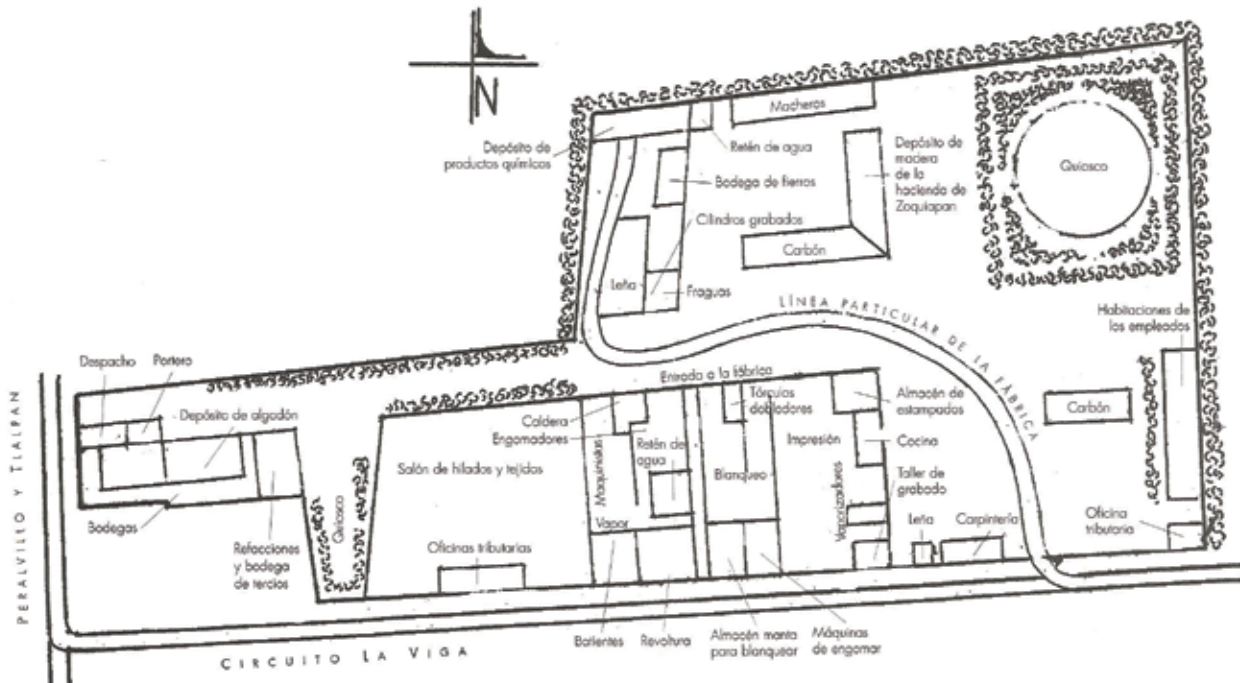 N
Macheros
Depósito de
productos químicos
Retén de agua
Depósito de
madera
de la
hacienda de
Zoquiapan
Quiosco
Bodega de fierros
Cilindros grabados
Carbón
Leña
Fraguas
LÍNEA PARTICULAR DE LA FÁBRICA
Habitaciones de
los empleados
Despacho
Portero
Entrada a la fábrica
Depósito de algodón
Caldera
Engomadores
Tórculos
dobladores
Almacén de
estampados
Carbón
Salón de hilados y tejidos
Maquinistas
Retén de
agua
Blanqueo
Impresión
Cocina
Taller de
grabado
Vaporizadores
Bodegas
Refacciones
y bodega
de tercios
Quiosco
Oficinas tributarias
Vapor
Leña
Carpintería
Oficina
tributaria
Batientes
Revoltura
Almacén manta
para blanquear
Máquinas
de engomar
PERALVILLO Y TLALPAN
CIRCUITO LA VIGA